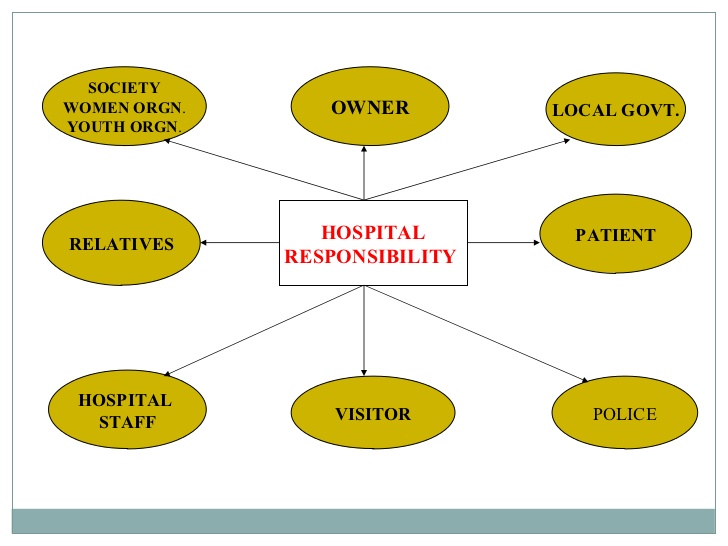 SOCIETY
WOMEN ORGN.
YOUTH ORGN.
OWNER
LOCAL GOVT.
RELATIVES
HOSPITAL
RESPONSIBILITY
PATIENT
HOSPITAL
STAFF
VISITOR
POLICE